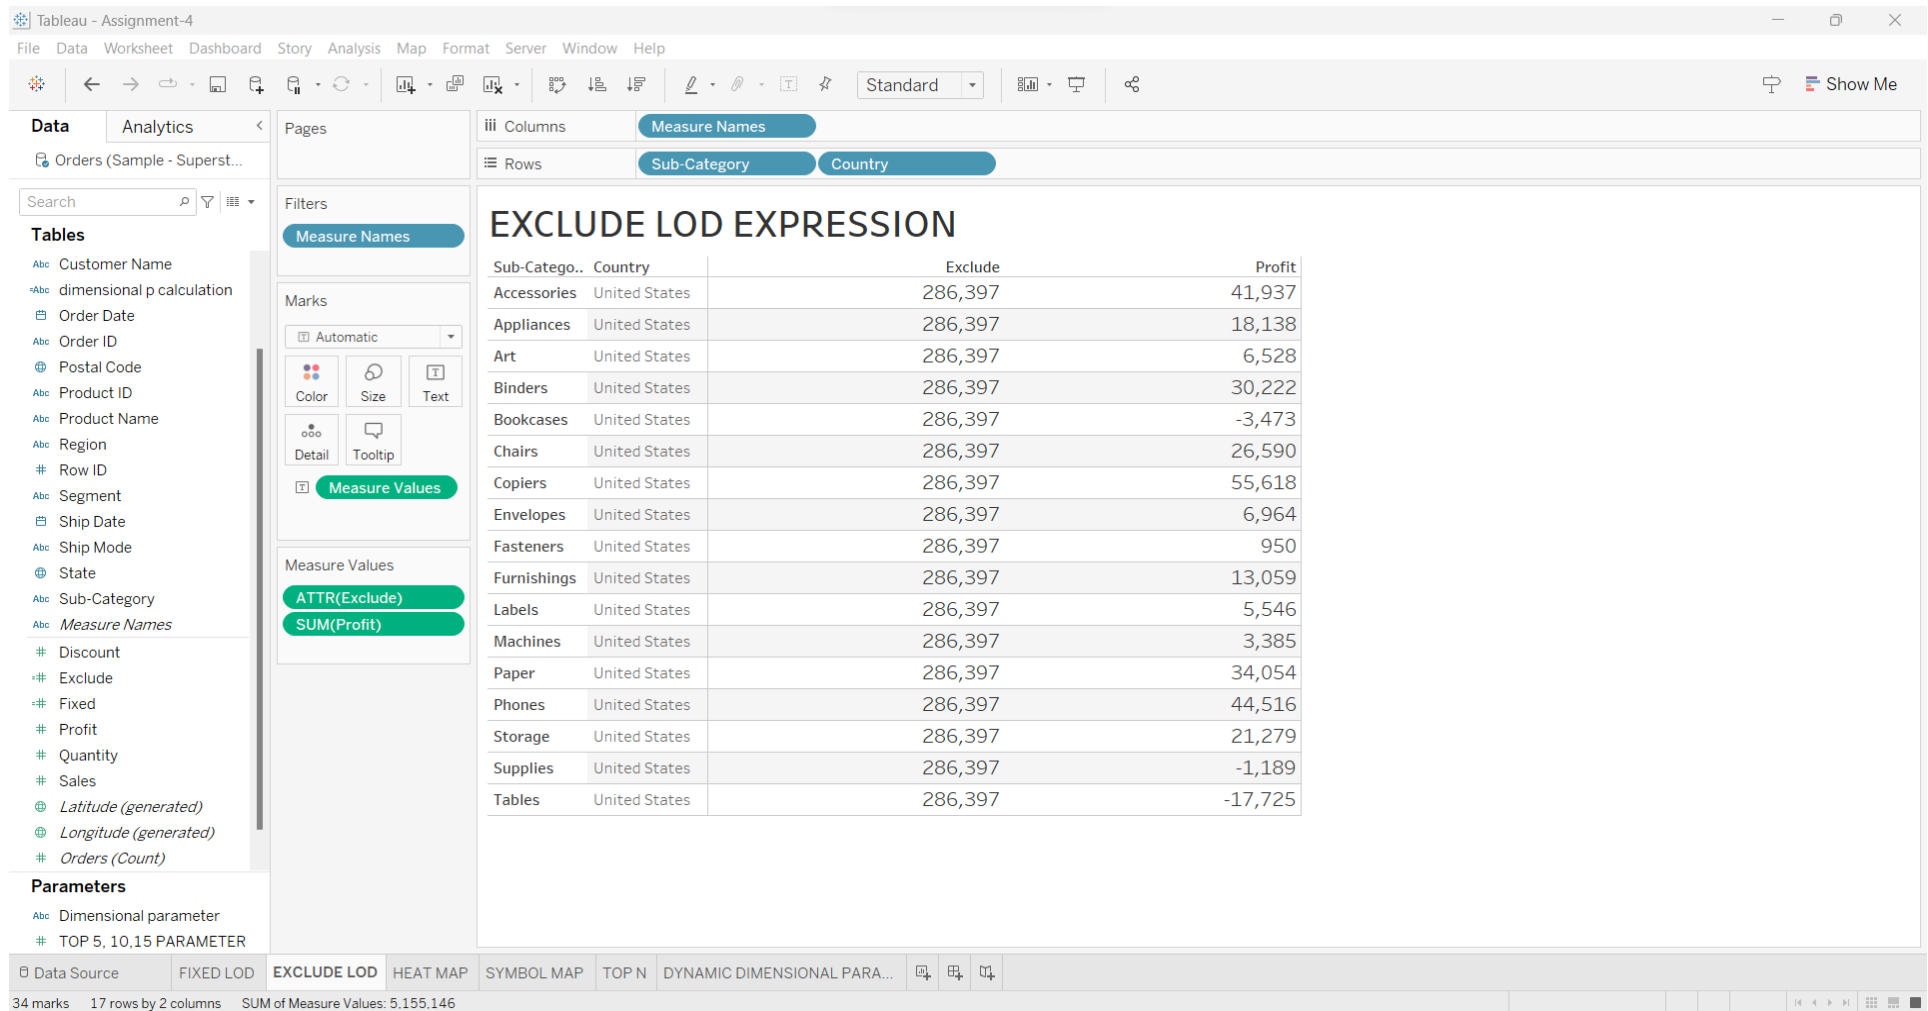 Tableau - Assignment-4
File Data Worksheet Dashboard Story Analysis Map Format Server Window Help
Standard
Show Me
Data Analytics
Orders (Sample - Superst...
Search
Tables
Abc Customer Name
=Abc dimensional p calculation
Order Date
Abc Order ID
Postal Code
Abc Product ID
Abc Product Name
Abc Region
# Row ID
Abc Segment
Ship Date
Abc Ship Mode
State
Abc Sub-Category
Abc Measure Names
# Discount
=# Exclude
=# Fixed
# Profit
# Quantity
# Sales
Latitude (generated)
Longitude (generated)
# Orders (Count)
Parameters
Abc Dimensional parameter
# TOP 5, 10,15 PARAMETER
Pages
Filters
Measure Names
Marks
Automatic
Color Size Text
Detail Tooltip
Measure Values
Measure Values
ATTR(Exclude)
SUM(Profit)
Columns Measure Names
Rows Sub-Category Country
EXCLUDE LOD EXPRESSION
Sub-Catego.. Country Exclude Profit
Accessories United States 286,397 41,937
Appliances United States 286,397 18,138
Art United States 286,397 6,528
Binders United States 286,397 30,222
Bookcases United States 286,397 -3,473
Chairs United States 286,397 26,590
Copiers United States 286,397 55,618
Envelopes United States 286,397 6,964
Fasteners United States 286,397 950
Furnishings United States 286,397 13,059
Labels United States 286,397 5,546
Machines United States 286,397 3,385
Paper United States 286,397 34,054
Phones United States 286,397 44,516
Storage United States 286,397 21,279
Supplies United States 286,397 -1,189
Tables United States 286,397 -17,725
Data Source FIXED LOD EXCLUDE LOD HEAT MAP SYMBOL MAP TOP N DYNAMIC DIMENSIONAL PARA...
34 marks 17 rows by 2 columns SUM of Measure Values: 5,155,146